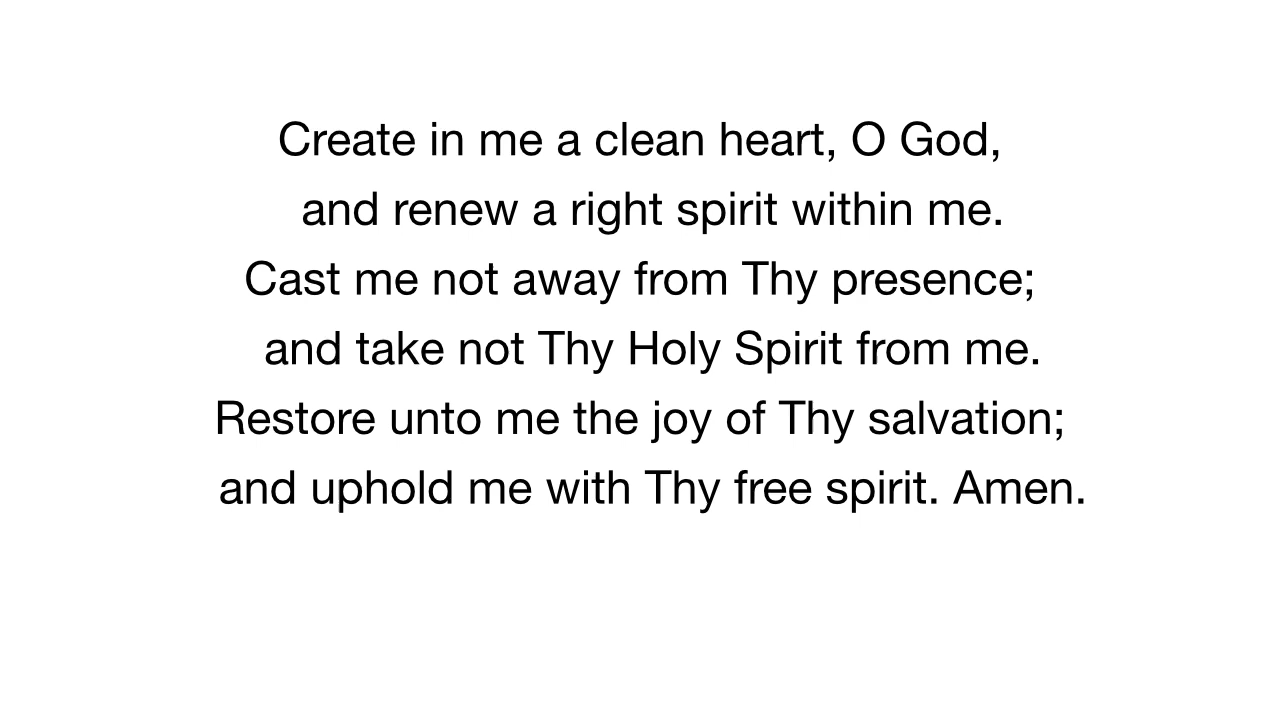 Create in me a clean heart, O God,
and renew a right spirit within me.
Cast me not away from Thy presence;
and take not Thy Holy Spirit from me.
Restore unto me the joy of Thy salvation;
and uphold me with Thy free spirit. Amen.